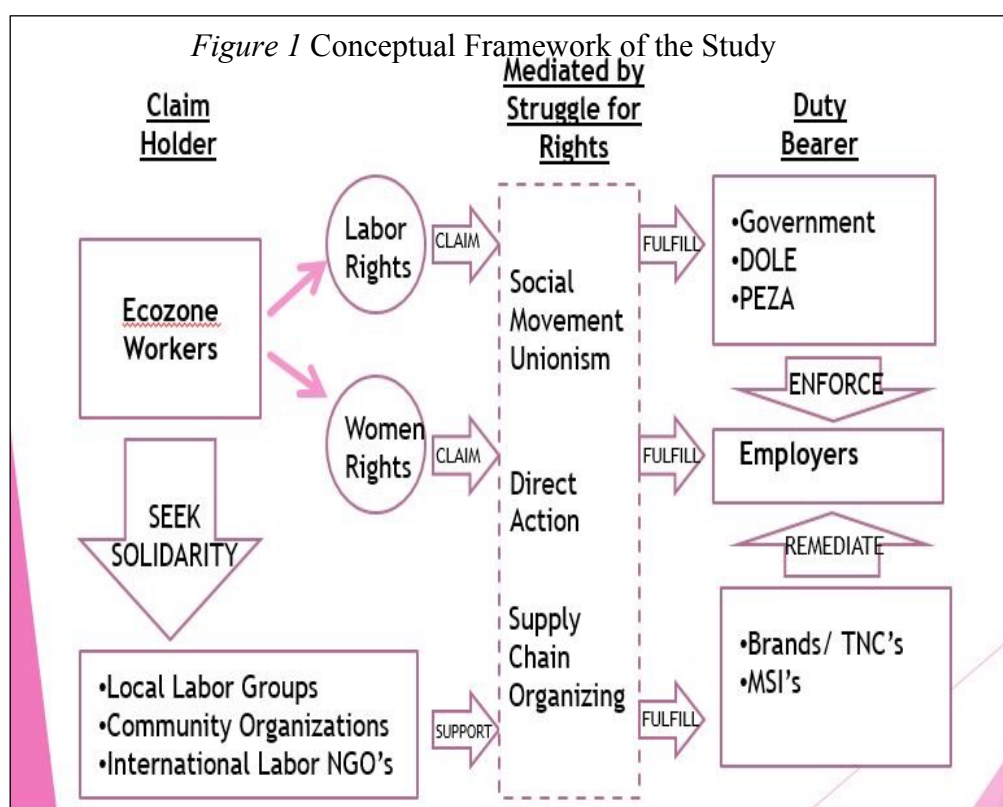 Figure 1 Conceptual Framework of the Study
Claim
Holder
Mediated by
Struggle for
Rights
Duty
Bearer
Ecozone
Workers
Labor
Rights
CLAIM
Women
Rights
CLAIM
SEEK
SOLIDARITY
•Local Labor Groups
•Community Organizations
•International Labor NGO's
SUPPORT
Social
Movement
Unionism
Direct
Action
Supply
Chain
Organizing
FULFILL
FULFILL
FULFILL
•Government
•DOLE
•PEZA
ENFORCE
Employers
REMEDIATE
•Brands/ TNC's
•MSI's